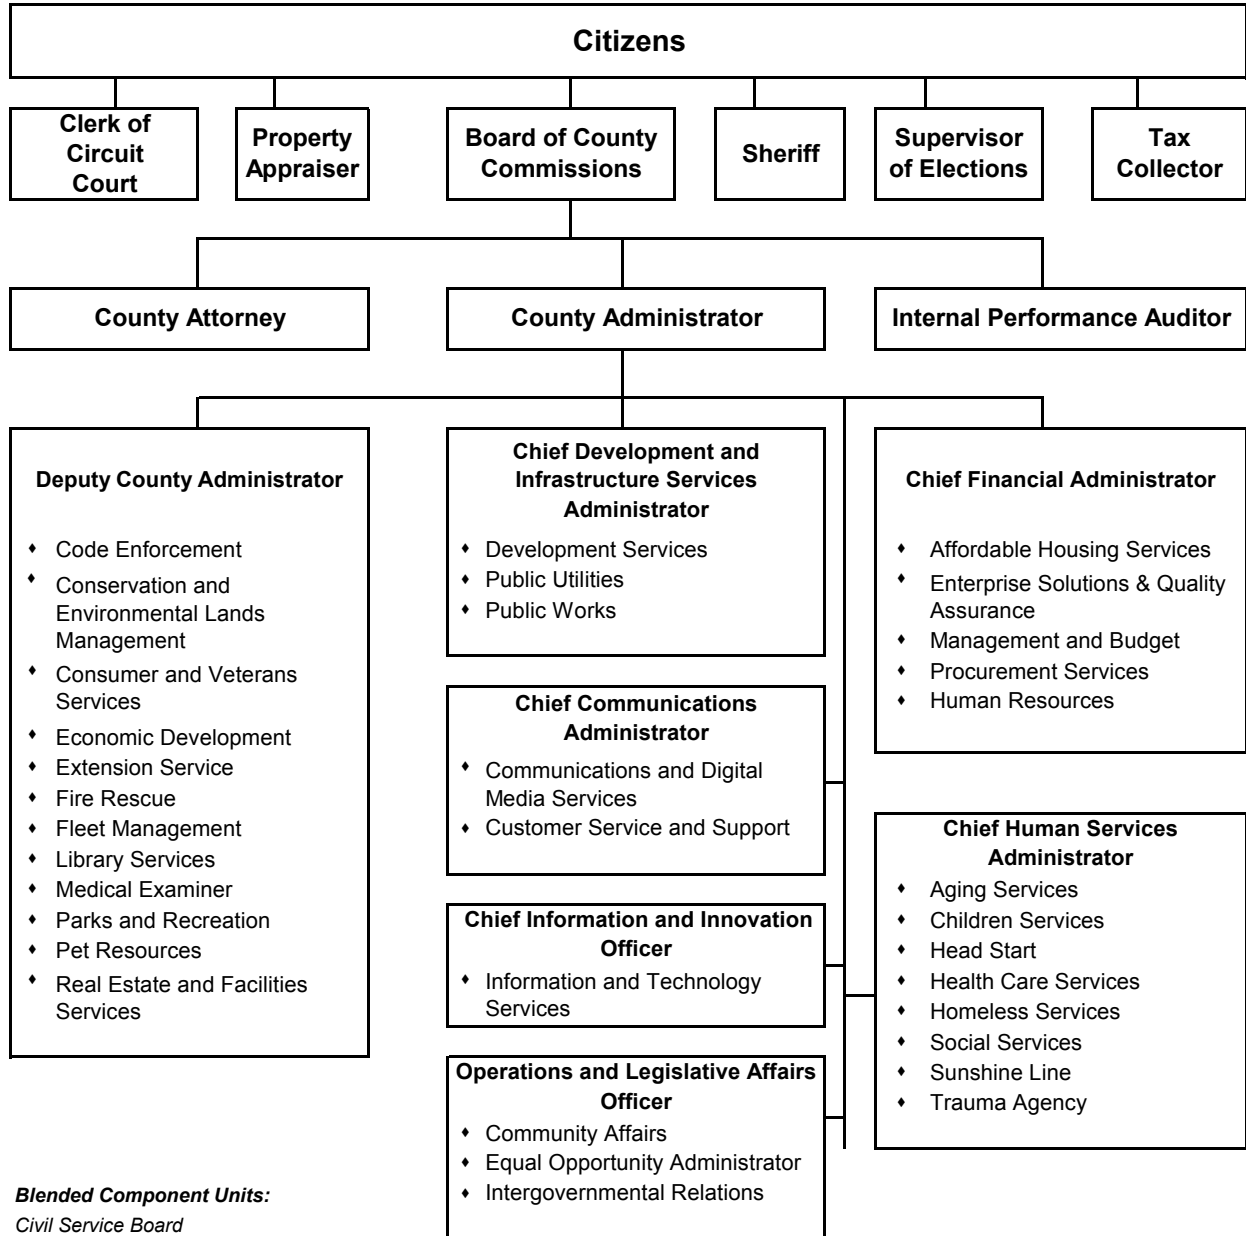 Citizens
Clerk of
Circuit
Court
Property
Appraiser
Board of County
Commissions
Sheriff
Supervisor
of Elections
Tax
Collector
County Attorney
County Administrator
Internal Performance Auditor
Deputy County Administrator
♦ Code Enforcement
♦ Conservation and
Environmental Lands
Management
♦ Consumer and Veterans
Services
♦ Economic Development
♦ Extension Service
♦ Fire Rescue
♦ Fleet Management
♦ Library Services
♦ Medical Examiner
♦ Parks and Recreation
♦ Pet Resources
♦ Real Estate and Facilities
Services
Chief Development and
Infrastructure Services
Administrator
♦ Development Services
♦ Public Utilities
♦ Public Works
Chief Communications
Administrator
♦ Communications and Digital
Media Services
♦ Customer Service and Support
Chief Information and Innovation
Officer
♦ Information and Technology
Services
Operations and Legislative Affairs
Officer
♦ Community Affairs
♦ Equal Opportunity Administrator
♦ Intergovernmental Relations
Chief Financial Administrator
♦ Affordable Housing Services
♦ Enterprise Solutions & Quality
Assurance
♦ Management and Budget
♦ Procurement Services
♦ Human Resources
Chief Human Services
Administrator
♦ Aging Services
♦ Children Services
♦ Head Start
♦ Health Care Services
♦ Homeless Services
♦ Social Services
♦ Sunshine Line
♦ Trauma Agency
Blended Component Units:
Civil Service Board